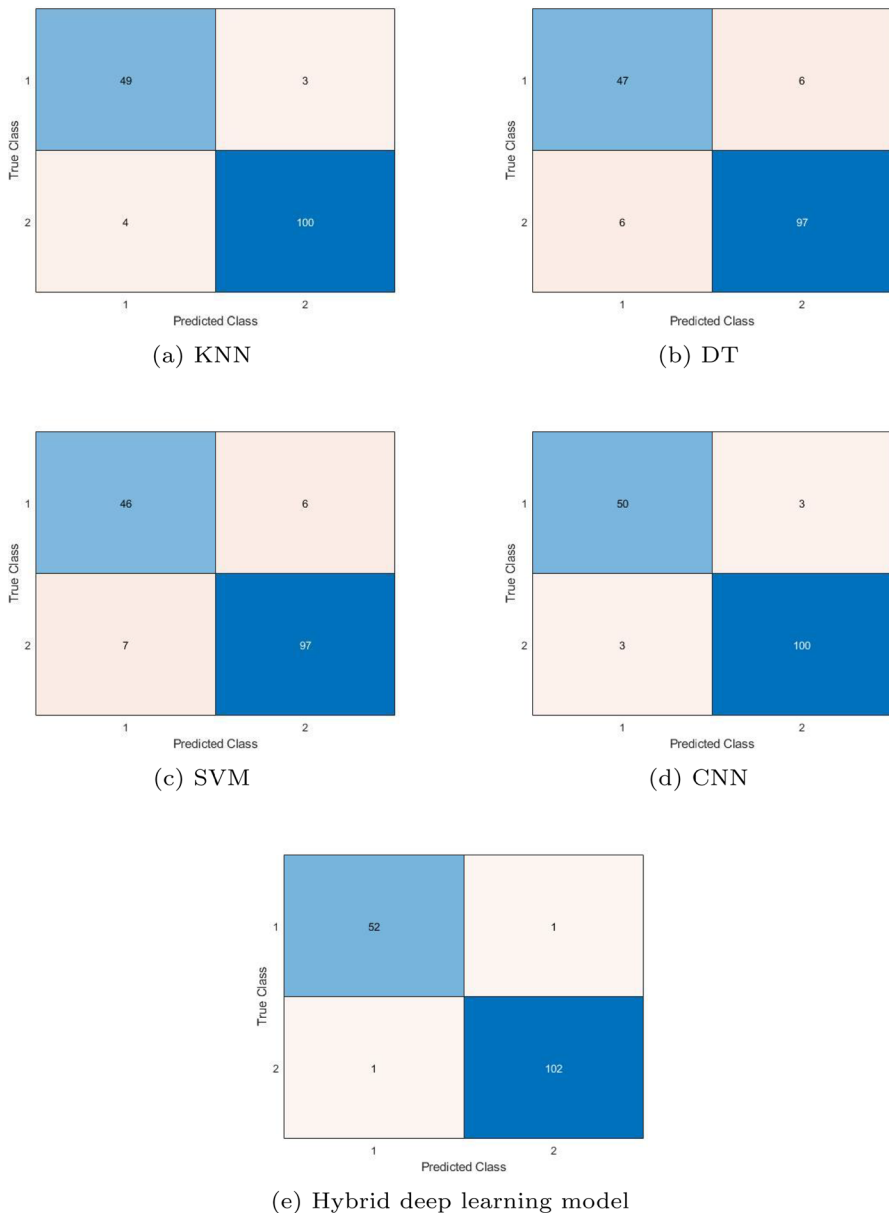 1 49 3 1 47 6
True Class True Class
2 4 100 2 6 97
1 2 1 2
Predicted Class Predicted Class
(a) KNN (b) DT
1 46 6 1 50 3
True Class True Class
2 7 97 2 3 100
1 2 1 2
Predicted Class Predicted Class
(c) SVM (d) CNN
1 52 1
True Class
2 1 102
1 2
Predicted Class
(e) Hybrid deep learning model